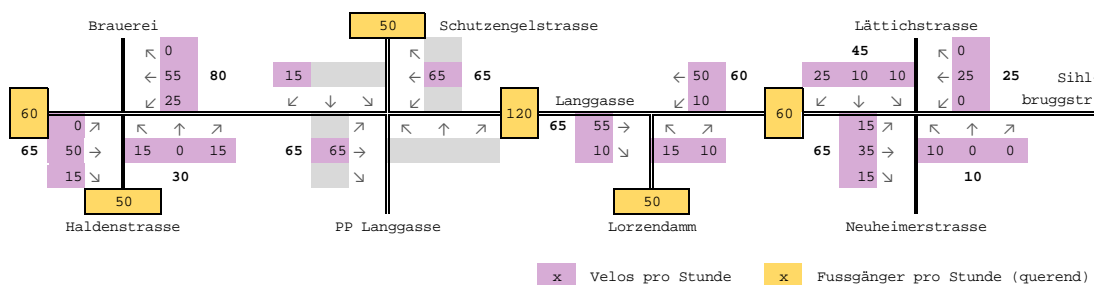 Brauerei Schutzengelstrasse Lättichstrasse
50
↖ 0 ↖ 45 ↖ 0
← 55 80 15 ← 65 65 ← 50 60 25 10 10 ← 25 25 Sihl
↙ 25 ↙ ↓ ↘ ↙ Langgasse ↙ 10 ↙ ↓ ↘ ↙ 0 bruggstr
60 120 60
0 ↗ ↖ ↑ ↗ ↗ ↖ ↑ ↗ 65 55 → ↖ ↗ 15 ↗ ↖ ↑ ↗
65 50 → 15 0 15 65 65 → 10 ↘ 15 10 65 35 → 10 0 0
15 ↘ 30 ↘ 15 ↘ 10
50 50
Haldenstrasse PP Langgasse Lorzendamm Neuheimerstrasse
x Velos pro Stunde x Fussgänger pro Stunde (querend)